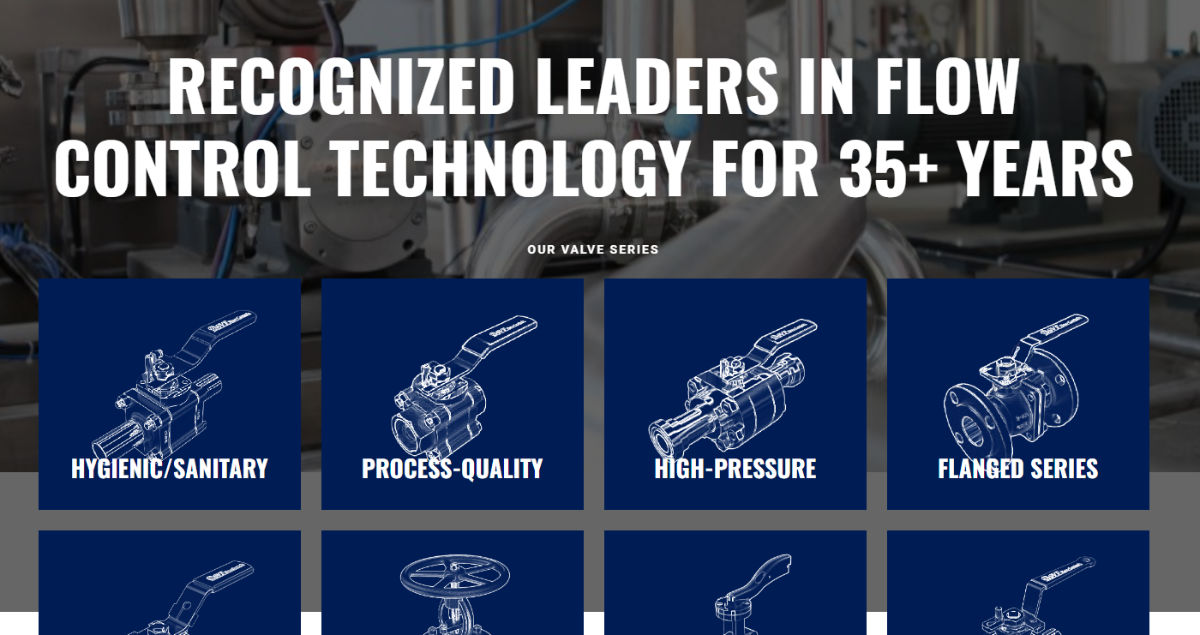 RECOGNIZED LEADERS IN FLOW
CONTROL TECHNOLOGY FOR 35+ YEARS
OUR VALVE SERIES
HYGIENIC/SANITARY
PROCESS-QUALITY
HIGH-PRESSURE
FLANGED SERIES